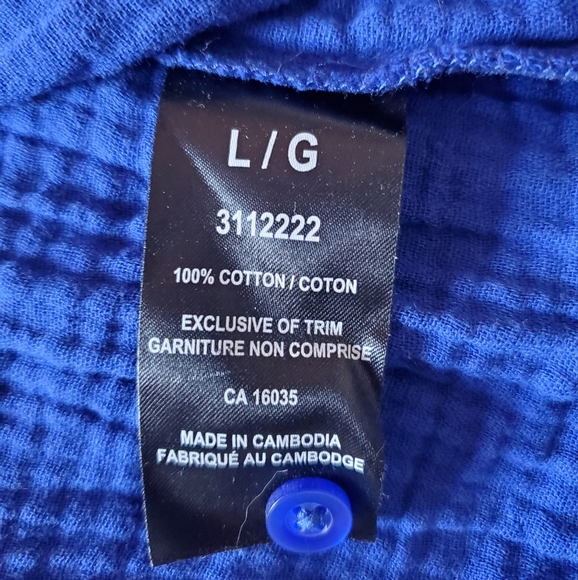 L / G
3112222
100% COTTON / COTON
EXCLUSIVE OF TRIM
GARNITURE NON COMPRISE
CA 16035
MADE IN CAMBODIA
FABRIQUÉ AU CAMBODGE